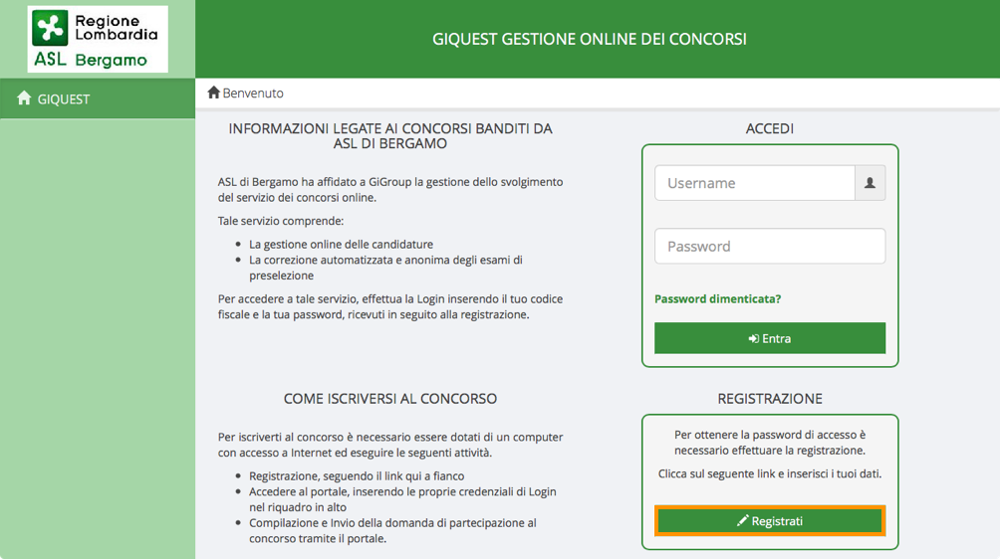 Regione
Lombardia
ASL Bergamo
GIQUEST GESTIONE ONLINE DEI CONCORSI
GIQUEST
Benvenuto
INFORMAZIONI LEGATE AI CONCORSI BANDITI DA
ASL DI BERGAMO
ASL di Bergamo ha affidato a GiGroup la gestione dello svolgimento
del servizio dei concorsi online.
Tale servizio comprende:
La gestione online delle candidature
La correzione automatizzata e anonima degli esami di
preselezione
Per accedere a tale servizio, effettua la Login inserendo il tuo codice
fiscale e la tua password, ricevuti in seguito alla registrazione.
ACCEDI
Username
Password
Password dimenticata?
Entra
COME ISCRIVERSI AL CONCORSO
Per iscriverti al concorso è necessario essere dotati di un computer
con accesso a Internet ed eseguire le seguenti attività.
Registrazione, seguendo il link qui a fianco
Accedere al portale, inserendo le proprie credenziali di Login
nel riquadro in alto
Compilazione e Invio della domanda di partecipazione al
concorso tramite il portale.
REGISTRAZIONE
Per ottenere la password di accesso è
necessario effettuare la registrazione.
Clicca sul seguente link e inserisci i tuoi dati.
Registrati